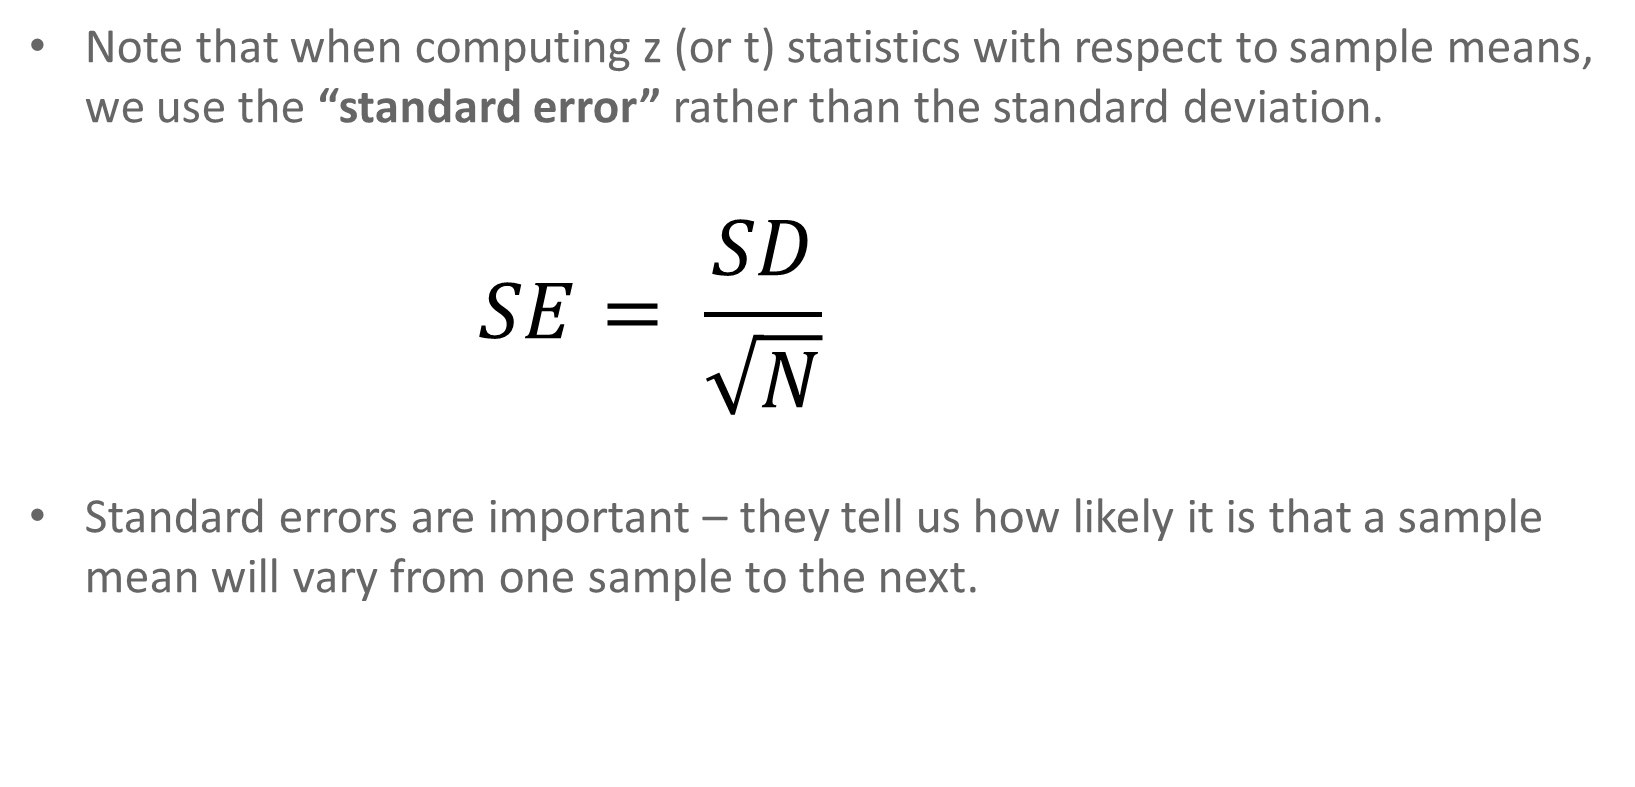 • Note that when computing z (or t) statistics with respect to sample means,
we use the “standard error” rather than the standard deviation.
SE = SD / √N
• Standard errors are important – they tell us how likely it is that a sample
mean will vary from one sample to the next.